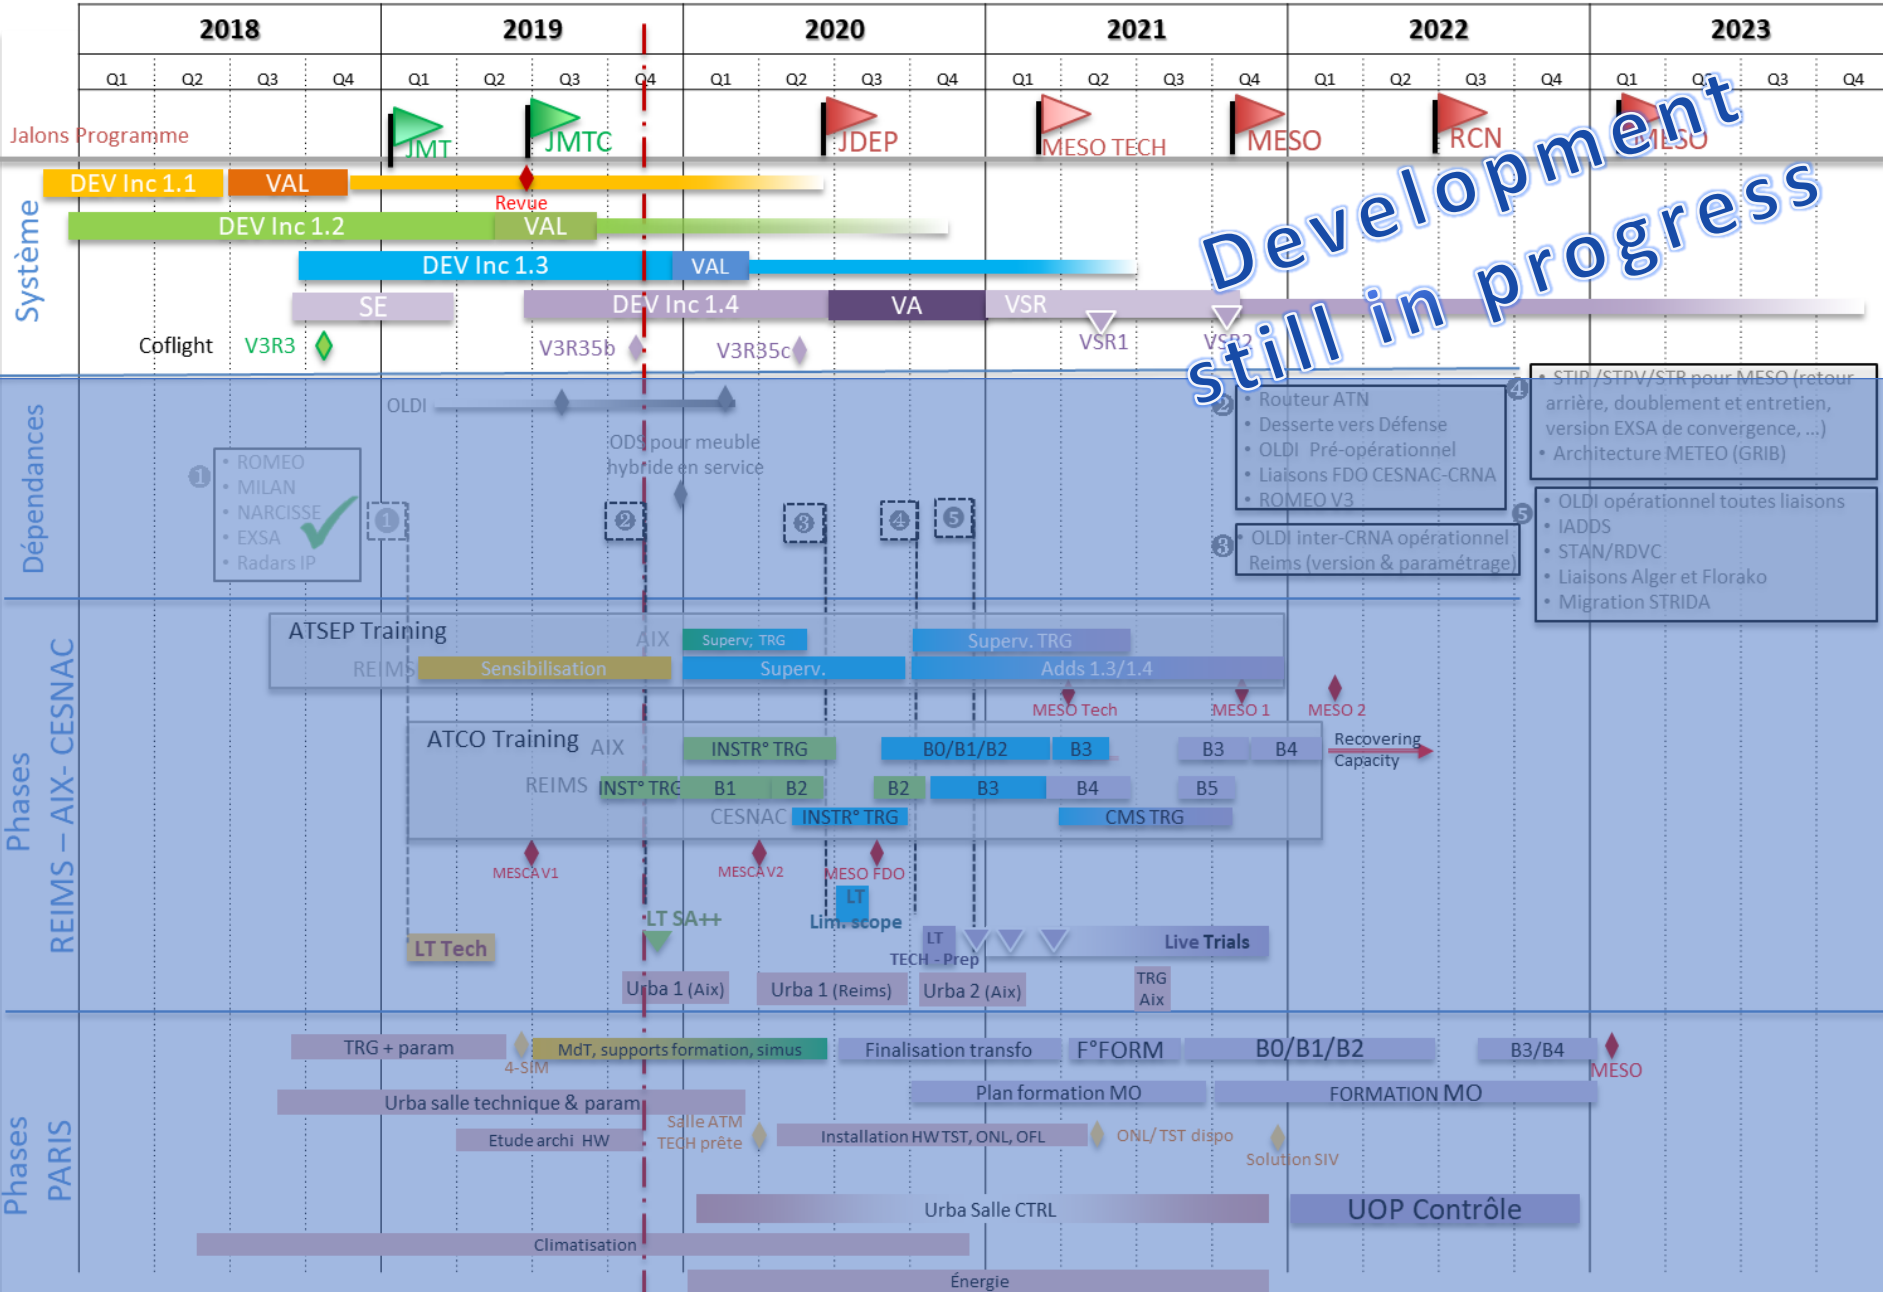 2018 2019 2020 2021 2022 2023
Q1 Q2 Q3 Q4 Q1 Q2 Q3 Q4 Q1 Q2 Q3 Q4 Q1 Q2 Q3 Q4 Q1 Q2 Q3 Q4 Q1 Q2 Q3 Q4
Jalons Programme
JMT
JMTC
JDEP
MESO TECH
MESO
RCN
MESO
Development
still in progress
Système
DEV Inc 1.1
VAL
Revue
DEV Inc 1.2
VAL
DEV Inc 1.3
VAL
SE
DEV Inc 1.4
VA
VSR
VSR1
VSR2
Coflight
V3R3
V3R35b
V3R35c
Dépendances
OLDI
ODS pour meuble
hybride en service
1
• ROMEO
• MILAN
• NARCISSE
• EXSA
• Radars IP
1
2
3
4
5
2
• Routeur ATN
• Desserte vers Défense
• OLDI Pré-opérationnel
• Liaisons FDO CESNAC-CRNA
• ROMEO V3
3
• OLDI inter-CRNA opérationnel
Reims (version & paramétrage)
4
• STIP /STPV/STR pour MESO (retour
arrière, doublement et entretien,
version EXSA de convergence, ...)
• Architecture METEO (GRIB)
5
• OLDI opérationnel toutes liaisons
• IADDS
• STAN/RDVC
• Liaisons Alger et Florako
• Migration STRIDA
Phases
REIMS – AIX- CESNAC
ATSEP Training
AIX
Superv; TRG
Superv. TRG
REIMS
Sensibilisation
Superv.
Adds 1.3/1.4
MESO Tech
MESO 1
MESO 2
ATCO Training
AIX
INSTR° TRG
B0/B1/B2
B3
B3
B4
Recovering
Capacity
REIMS
INST° TRG
B1
B2
B2
B3
B4
B5
CESNAC
INSTR° TRG
CMS TRG
MESCAV1
MESCAV2
MESO FDO
LT
Lim. scope
LT SA++
LT Tech
LT
TECH - Prep
Live Trials
Urba 1 (Aix)
Urba 1 (Reims)
Urba 2 (Aix)
TRG
Aix
Phases
PARIS
TRG + param
4-SIM
MdT, supports formation, simus
Finalisation transfo
F°FORM
B0/B1/B2
B3/B4
MESO
Urba salle technique & param
Plan formation MO
FORMATION MO
Etude archi HW
Salle ATM
TECH prête
Installation HW TST, ONL, OFL
ONL/ TST dispo
Solution SIV
Urba Salle CTRL
UOP Contrôle
Climatisation
Énergie